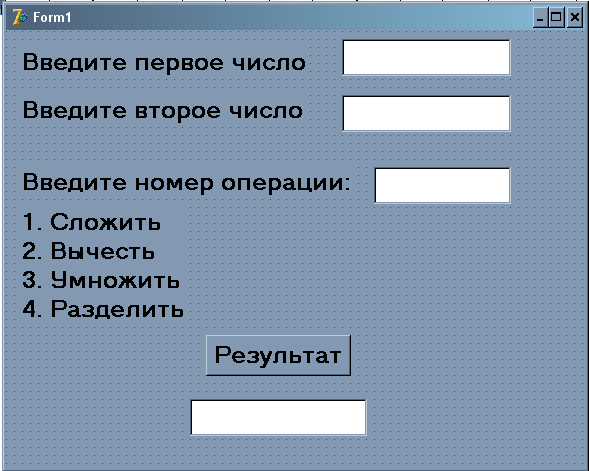 Form1
Введите первое число
Введите второе число
Введите номер операции:
1. Сложить
2. Вычесть
3. Умножить
4. Разделить
Результат